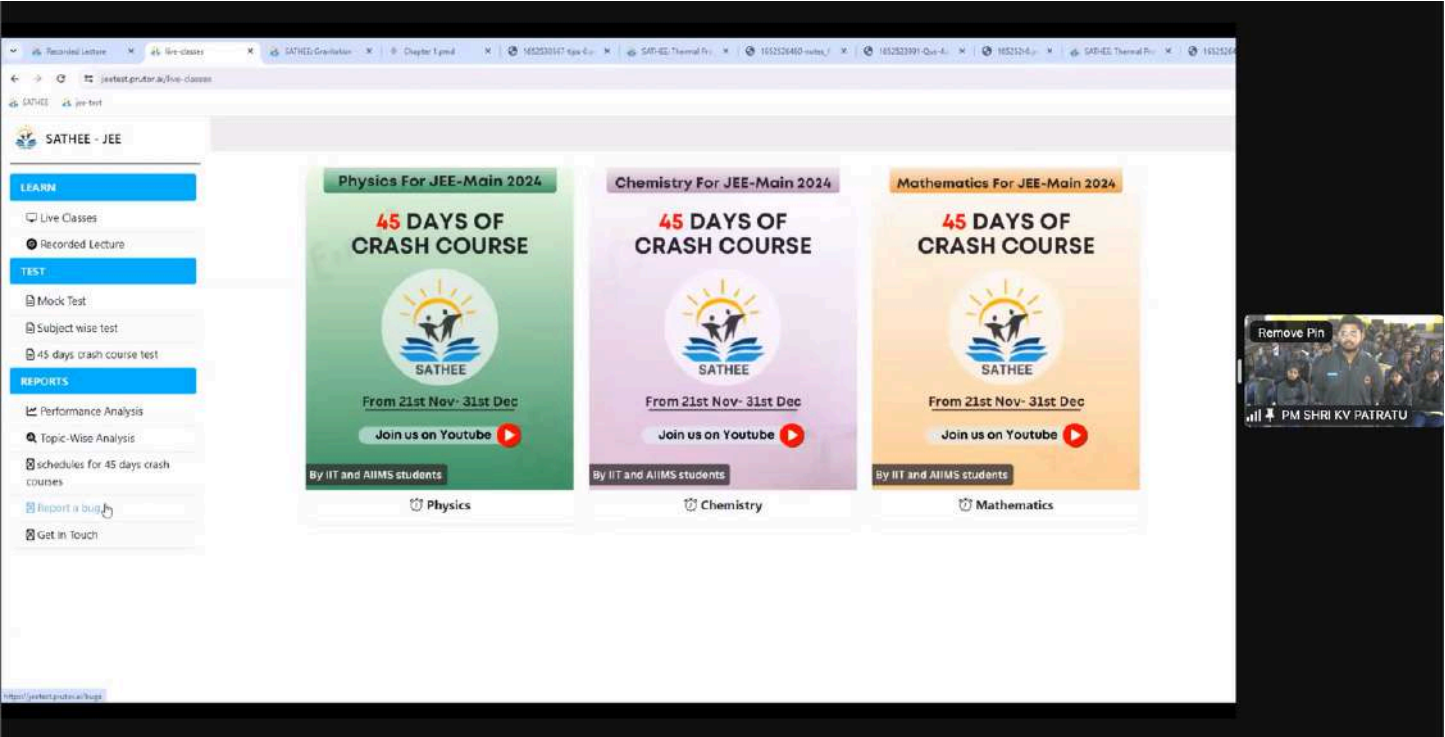 Recorded Lecture
live-classes
SATHEE: Gravitation
Chapter 1.pmd
SATHEE: Thermal Pro
SATHEE: Thermal Pro
jeetest.prutor.ai/live-classes
SATHEE jee-test
SATHEE - JEE
LEARN
Live Classes
Recorded Lecture
TEST
Mock Test
Subject wise test
45 days crash course test
REPORTS
Performance Analysis
Topic-Wise Analysis
schedules for 45 days crash
courses
Report a bug
Get In Touch
Physics For JEE-Main 2024
45 DAYS OF
CRASH COURSE
SATHEE
From 21st Nov- 31st Dec
Join us on Youtube
By IIT and AIIMS students
Physics
Chemistry For JEE-Main 2024
45 DAYS OF
CRASH COURSE
SATHEE
From 21st Nov- 31st Dec
Join us on Youtube
By IIT and AIIMS students
Chemistry
Mathematics For JEE-Main 2024
45 DAYS OF
CRASH COURSE
SATHEE
From 21st Nov- 31st Dec
Join us on Youtube
By IIT and AIIMS students
Mathematics
Remove Pin
PM SHRI KV PATRATU
https://jeetest.prutor.ai/bugs